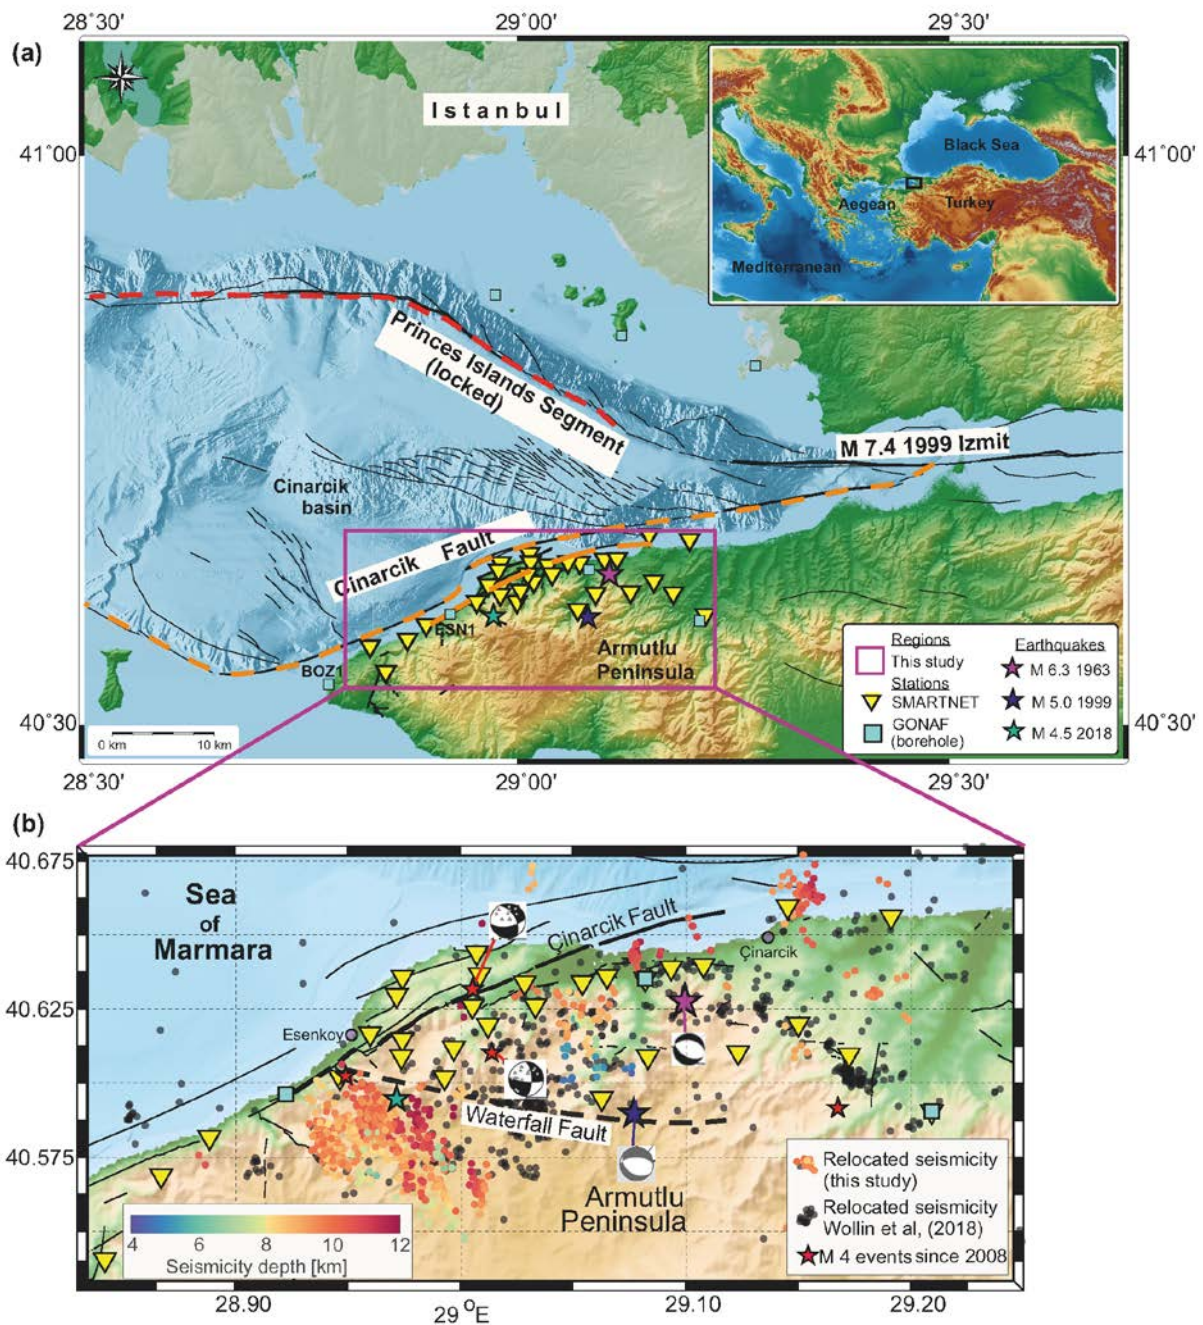 28˚30'
29˚00'
29˚30'
(a)
Istanbul
41˚00'
41˚00'
Black Sea
Aegean
Turkey
Mediterranean
Princes Islands Segment
(locked)
M 7.4 1999 Izmit
Cinarcik
basin
Cinarcik Fault
ESN1
BOZ1
Armutlu
Peninsula
Regions
This study
Stations
SMARTNET
GONAF
(borehole)
Earthquakes
M 6.3 1963
M 5.0 1999
M 4.5 2018
40˚30'
40˚30'
0 km
10 km
28˚30'
29˚00'
29˚30'
(b)
40.675
Sea
of
Marmara
Çınarcik Fault
Çinarcik
40.625
Esenkoy
Waterfall Fault
40.575
Armutlu
Peninsula
4 6 8 10 12
Seismicity depth [km]
Relocated seismicity
(this study)
Relocated seismicity
Wollin et al, (2018)
M 4 events since 2008
28.90
29 °E
29.10
29.20